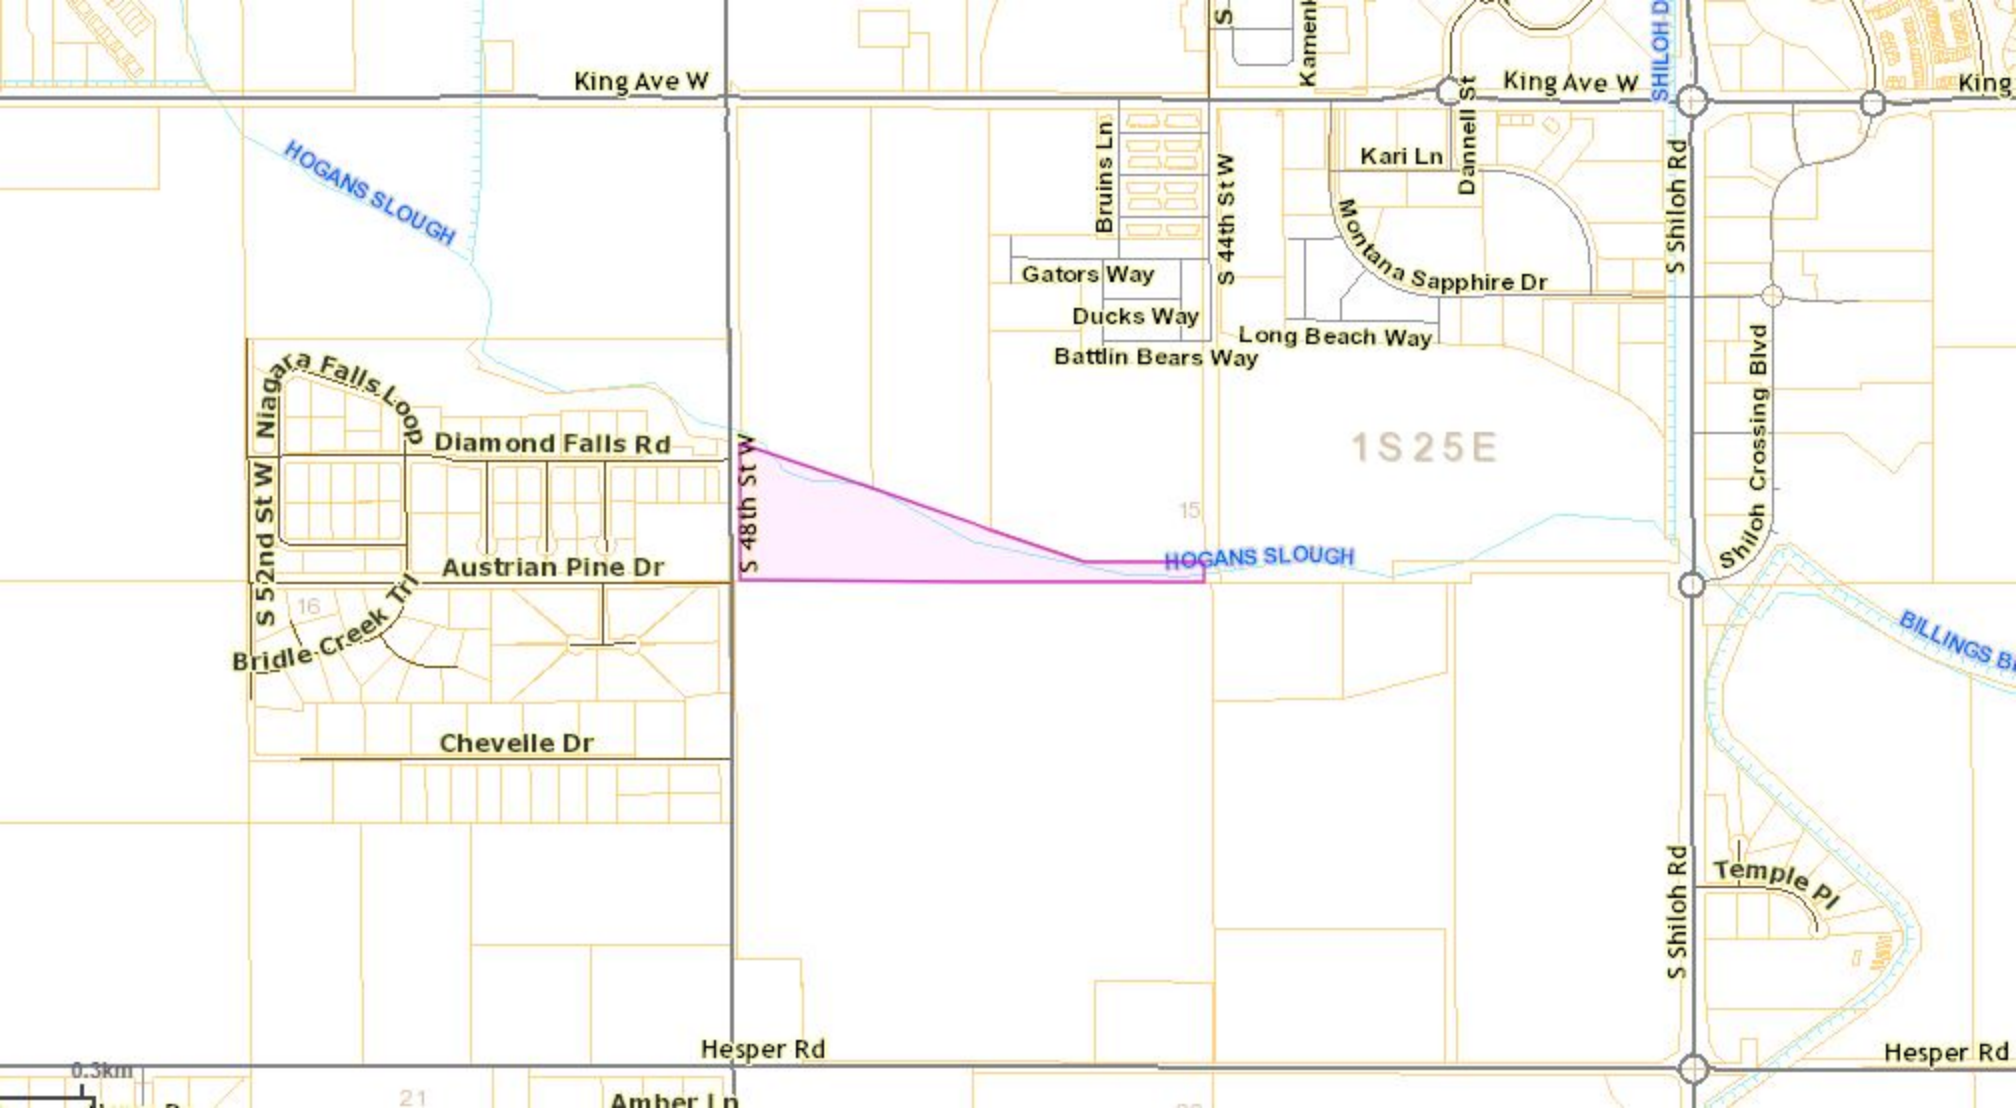 King Ave W
S
Kamenk
SHILOH D
King Ave W
King
HOGANS SLOUGH
Bruins Ln
S 44th St W
Kari Ln
Dannell St
S Shiloh Rd
Montana Sapphire Dr
Gators Way
Ducks Way
Battlin Bears Way
Long Beach Way
Niagara Falls Loop
Diamond Falls Rd
S 48th St W
1S25E
Shiloh Crossing Blvd
S 52nd St W
Austrian Pine Dr
15
HOGANS SLOUGH
16
Bridle Creek Trl
BILLINGS B
Chevelle Dr
S Shiloh Rd
Temple Pl
Hesper Rd
Hesper Rd
0.3km
21
Amber Ln